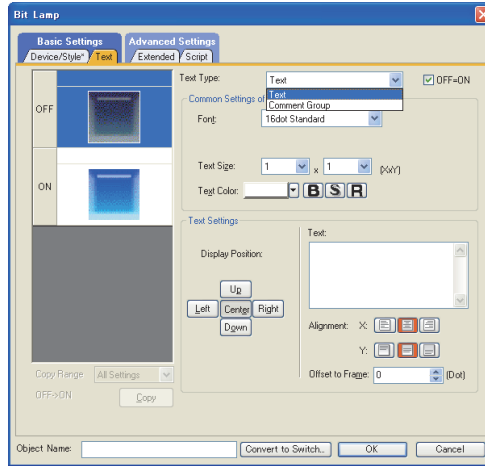 Bit Lamp
Basic Settings Advanced Settings
Device/Style* Text Extended Script
OFF
ON
Text Type: Text OFF=ON
Text
Comment Group
Common Settings of
Font: 16dot Standard
Text Size: 1 x 1 (XxY)
Text Color: B S R
Text Settings
Display Position:
Up
Left Center Right
Down
Text:
Alignment: X:
Y:
Offset to Frame: 0 (Dot)
Copy Range All Settings
OFF->ON Copy
Object Name: Convert to Switch... OK Cancel